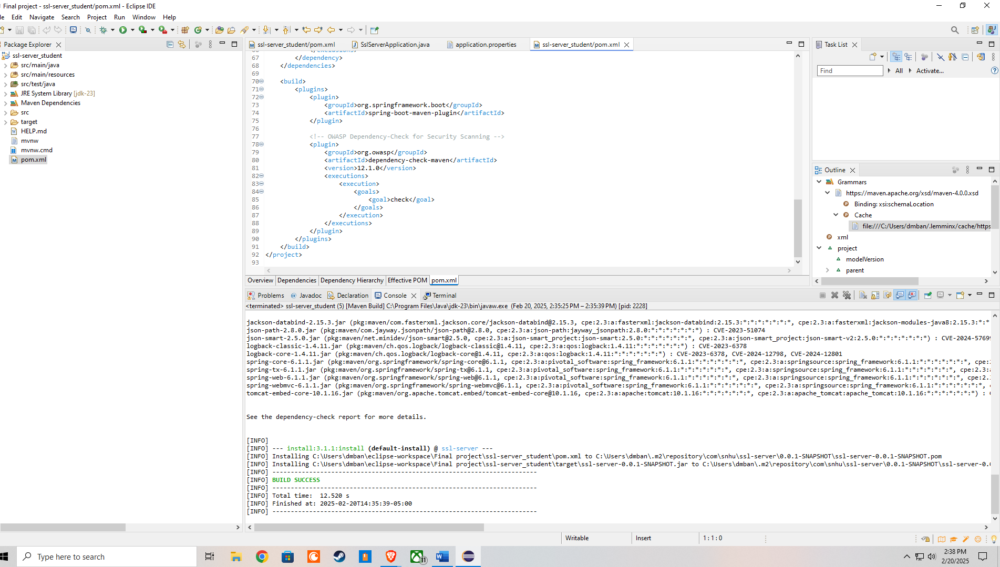 Final project - ssl-server_student/pom.xml - Eclipse IDE
Edit Navigate Search Project Run Window Help
Package Explorer
ssl-server_student
src/main/java
src/main/resources
src/test/java
JRE System Library [jdk-23]
Maven Dependencies
src
target
HELP.md
mvnw
mvnw.cmd
pom.xml
ssl-server_student/pom.xml SslServerApplication.java application.properties ssl-server_student/pom.xml
67 </dependency>
68 </dependencies>
69
70 <build>
71 <plugins>
72 <plugin>
73 <groupId>org.springframework.boot</groupId>
74 <artifactId>spring-boot-maven-plugin</artifactId>
75 </plugin>
76
77 <!-- OWASP Dependency-Check for Security Scanning -->
78 <plugin>
79 <groupId>org.owasp</groupId>
80 <artifactId>dependency-check-maven</artifactId>
81 <version>12.1.0</version>
82 <executions>
83 <execution>
84 <goals>
85 <goal>check</goal>
86 </goals>
87 </execution>
88 </executions>
89 </plugin>
90 </plugins>
91 </build>
92 </project>
93
Overview Dependencies Dependency Hierarchy Effective POM pom.xml
Task List
Find All Activate...
Outline
Grammars
https://maven.apache.org/xsd/maven-4.0.0.xsd
Binding: xsi:schemaLocation
Cache
file:///C:/Users/dmban/.lemminx/cache/https
xml
project
modelVersion
parent
Problems Javadoc Declaration Console Terminal
<terminated> ssl-server_student (5) [Maven Build] C:\Program Files\Java\jdk-23\bin\javaw.exe (Feb 20, 2025, 2:35:25 PM – 2:35:39 PM) [pid: 2228]
jackson-databind-2.15.3.jar (pkg:maven/com.fasterxml.jackson.core/jackson-databind@2.15.3, cpe:2.3:a:fasterxml:jackson-databind:2.15.3:*:*:*:*:*:*:*, cpe:2.3:a:fasterxml:jackson-modules-java8:2.15.3:*:*
json-path-2.8.0.jar (pkg:maven/com.jayway.jsonpath/json-path@2.8.0, cpe:2.3:a:json-path:jayway_jsonpath:2.8.0:*:*:*:*:*:*:*) : CVE-2023-51074
json-smart-2.5.0.jar (pkg:maven/net.minidev/json-smart@2.5.0, cpe:2.3:a:json-smart_project:json-smart:2.5.0:*:*:*:*:*:*:*, cpe:2.3:a:json-smart_project:json-smart-v2:2.5.0:*:*:*:*:*:*:*) : CVE-2024-57699
logback-classic-1.4.11.jar (pkg:maven/ch.qos.logback/logback-classic@1.4.11, cpe:2.3:a:qos:logback:1.4.11:*:*:*:*:*:*:*) : CVE-2023-6378
logback-core-1.4.11.jar (pkg:maven/ch.qos.logback/logback-core@1.4.11, cpe:2.3:a:qos:logback:1.4.11:*:*:*:*:*:*:*) : CVE-2023-6378, CVE-2024-12798, CVE-2024-12801
spring-core-6.1.1.jar (pkg:maven/org.springframework/spring-core@6.1.1, cpe:2.3:a:pivotal_software:spring_framework:6.1.1:*:*:*:*:*:*:*, cpe:2.3:a:springsource:spring_framework:6.1.1:*:*:*:*:*:*:*, cpe:
spring-tx-6.1.1.jar (pkg:maven/org.springframework/spring-tx@6.1.1, cpe:2.3:a:pivotal_software:spring_framework:6.1.1:*:*:*:*:*:*:*, cpe:2.3:a:springsource:spring_framework:6.1.1:*:*:*:*:*:*:*, cpe:2.3:
spring-web-6.1.1.jar (pkg:maven/org.springframework/spring-web@6.1.1, cpe:2.3:a:pivotal_software:spring_framework:6.1.1:*:*:*:*:*:*:*, cpe:2.3:a:springsource:spring_framework:6.1.1:*:*:*:*:*:*:*, cpe:2.
spring-webmvc-6.1.1.jar (pkg:maven/org.springframework/spring-webmvc@6.1.1, cpe:2.3:a:pivotal_software:spring_framework:6.1.1:*:*:*:*:*:*:*, cpe:2.3:a:springsource:spring_framework:6.1.1:*:*:*:*:*:*:*,
tomcat-embed-core-10.1.16.jar (pkg:maven/org.apache.tomcat.embed/tomcat-embed-core@10.1.16, cpe:2.3:a:apache:tomcat:10.1.16:*:*:*:*:*:*:*, cpe:2.3:a:apache_tomcat:apache_tomcat:10.1.16:*:*:*:*:*:*:*) :
See the dependency-check report for more details.
[INFO]
[INFO] --- install:3.1.1:install (default-install) @ ssl-server ---
[INFO] Installing C:\Users\dmban\eclipse-workspace\Final project\ssl-server_student\pom.xml to C:\Users\dmban\.m2\repository\com\snhu\ssl-server\0.0.1-SNAPSHOT\ssl-server-0.0.1-SNAPSHOT.pom
[INFO] Installing C:\Users\dmban\eclipse-workspace\Final project\ssl-server_student\target\ssl-server-0.0.1-SNAPSHOT.jar to C:\Users\dmban\.m2\repository\com\snhu\ssl-server\0.0.1-SNAPSHOT\ssl-server-0.
[INFO] ------------------------------------------------------------------------
[INFO] BUILD SUCCESS
[INFO] ------------------------------------------------------------------------
[INFO] Total time:  12.520 s
[INFO] Finished at: 2025-02-20T14:35:39-05:00
[INFO] ------------------------------------------------------------------------
Writable Insert 1 : 1 : 0
Type here to search
11
2:38 PM
2/20/2025